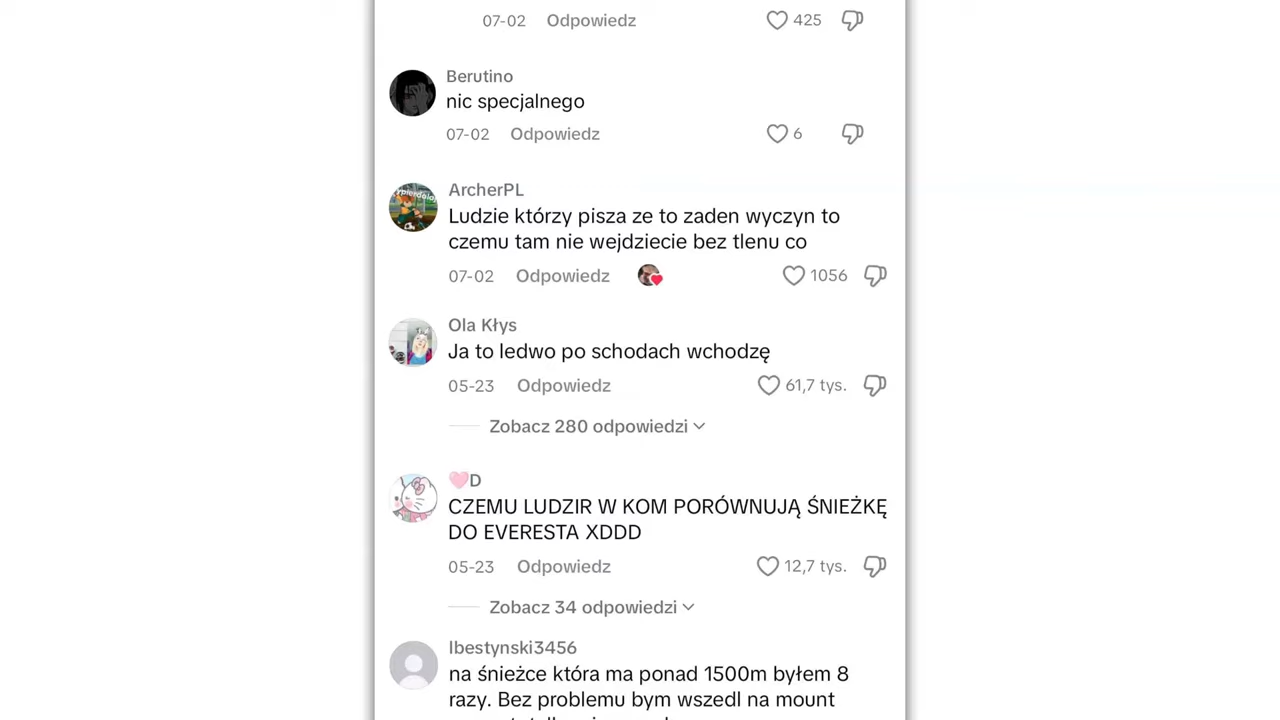 07-02 Odpowiedz 425
Berutino
nic specjalnego
07-02 Odpowiedz 6
ArcherPL
Ludzie którzy pisza ze to zaden wyczyn to
czemu tam nie wejdziecie bez tlenu co
07-02 Odpowiedz 1056
Ola Kłys
Ja to ledwo po schodach wchodzę
05-23 Odpowiedz 61,7 tys.
Zobacz 280 odpowiedzi
🩷D
CZEMU LUDZIR W KOM PORÓWNUJĄ ŚNIEŻKĘ
DO EVERESTA XDDD
05-23 Odpowiedz 12,7 tys.
Zobacz 34 odpowiedzi
lbestynski3456
na śnieżce która ma ponad 1500m byłem 8
razy. Bez problemu bym wszedl na mount